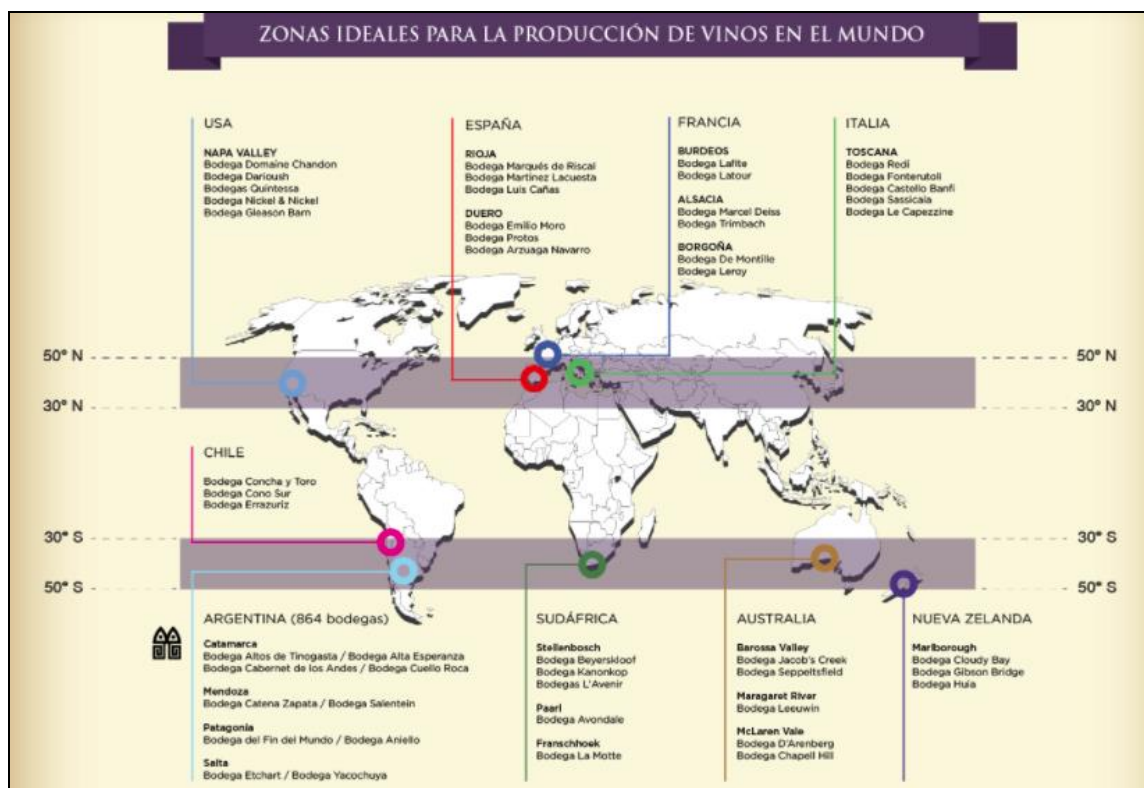 ZONAS IDEALES PARA LA PRODUCCIÓN DE VINOS EN EL MUNDO
USA
NAPA VALLEY
Bodega Domaine Chandon
Bodega Darioush
Bodegas Quintessa
Bodega Nickel & Nickel
Bodega Gleason Barn
ESPAÑA
RIOJA
Bodega Marqués de Riscal
Bodega Martinez Lacuesta
Bodega Luis Cañas
DUERO
Bodega Emilio Moro
Bodega Protos
Bodega Arzuaga Navarro
FRANCIA
BURDEOS
Bodega Lafite
Bodega Latour
ALSACIA
Bodega Marcel Deiss
Bodega Trimbach
BORGOÑA
Bodega De Montille
Bodega Leroy
ITALIA
TOSCANA
Bodega Redi
Bodega Fonterutoli
Bodega Castello Banfi
Bodega Sassicaia
Bodega Le Capezzine
50° N
50° N
30° N
30° N
CHILE
Bodega Concha y Toro
Bodega Cono Sur
Bodega Errazuriz
30° S
30° S
50° S
50° S
ARGENTINA (864 bodegas)
Catamarca
Bodega Altos de Tinogasta / Bodega Alta Esperanza
Bodega Cabernet de los Andes / Bodega Cuello Roca
Mendoza
Bodega Catena Zapata / Bodega Salentein
Patagonia
Bodega del Fin del Mundo / Bodega Aniello
Salta
Bodega Etchart / Bodega Yacochuya
SUDÁFRICA
Stellenbosch
Bodega Beyerskloof
Bodega Kanonkop
Bodegas L'Avenir
Paarl
Bodega Avondale
Franschhoek
Bodega La Motte
AUSTRALIA
Barossa Valley
Bodega Jacob's Creek
Bodega Seppeltsfield
Maragaret River
Bodega Leeuwin
McLaren Vale
Bodega D'Arenberg
Bodega Chapell Hill
NUEVA ZELANDA
Marlborough
Bodega Cloudy Bay
Bodega Gibson Bridge
Bodega Huia